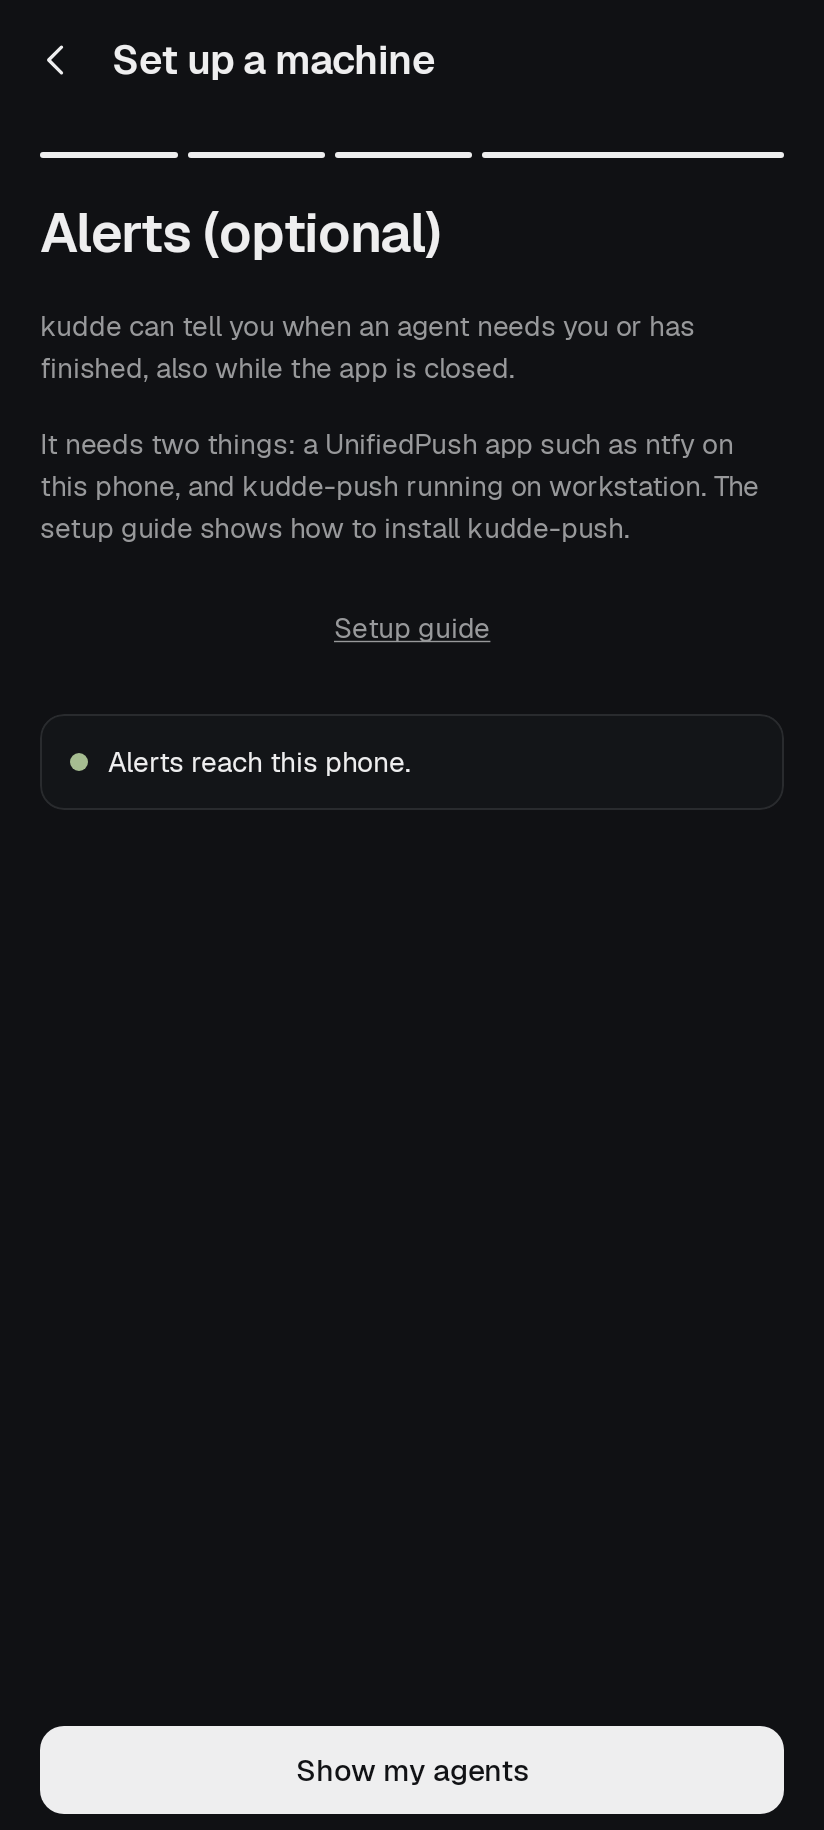 Set up a machine
Alerts (optional)
kudde can tell you when an agent needs you or has
finished, also while the app is closed.
It needs two things: a UnifiedPush app such as ntfy on
this phone, and kudde-push running on workstation. The
setup guide shows how to install kudde-push.
Setup guide
Alerts reach this phone.
Show my agents